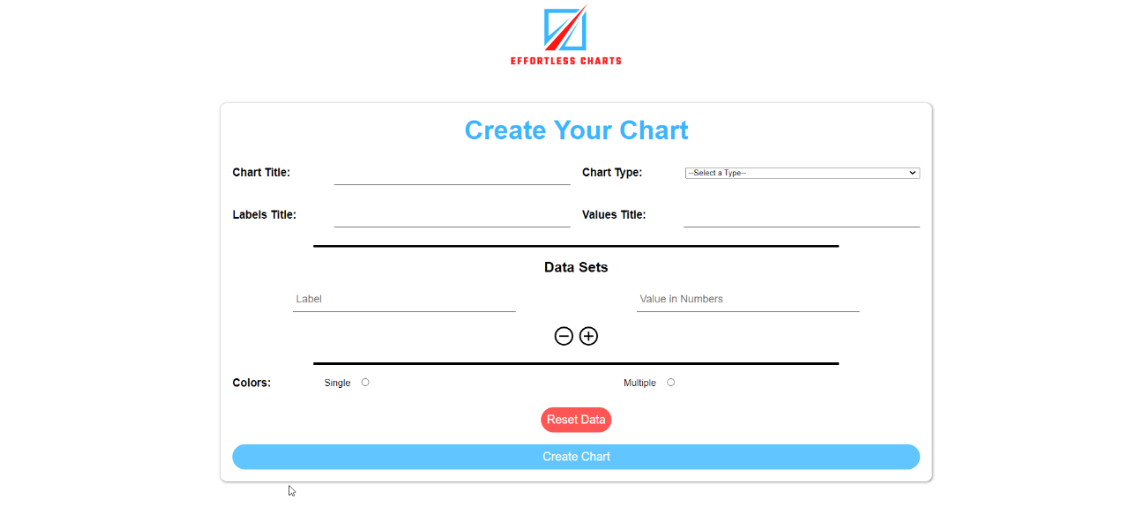 EFFORTLESS CHARTS
Create Your Chart
Chart Title:
Chart Type:
--Select a Type--
Labels Title:
Values Title:
Data Sets
Label
Value in Numbers
Colors:
Single
Multiple
Reset Data
Create Chart